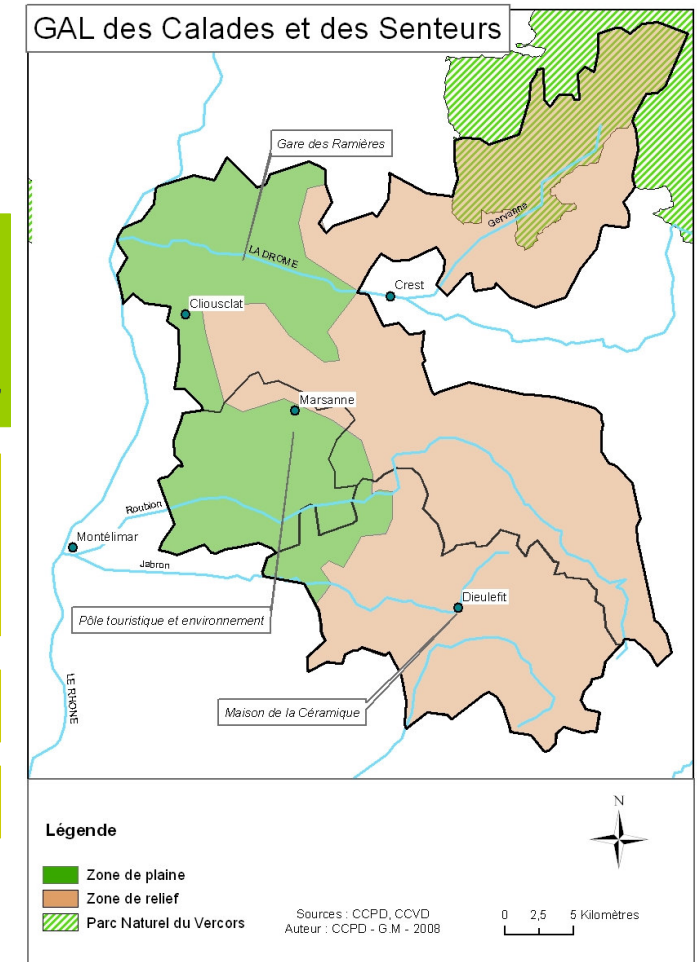 GAL des Calades et des Senteurs
Gare des Ramières
Gervanne
LA DROME
Crest
Cliousclat
Marsanne
Roubion
Montélimar
Jabron
Dieulefit
Pôle touristique et environnement
Maison de la Céramique
LE RHONE
Légende
Zone de plaine
Zone de relief
Parc Naturel du Vercors
Sources : CCPD, CCVD
Auteur : CCPD - G.M - 2008
N
0 2,5 5 Kilomètres